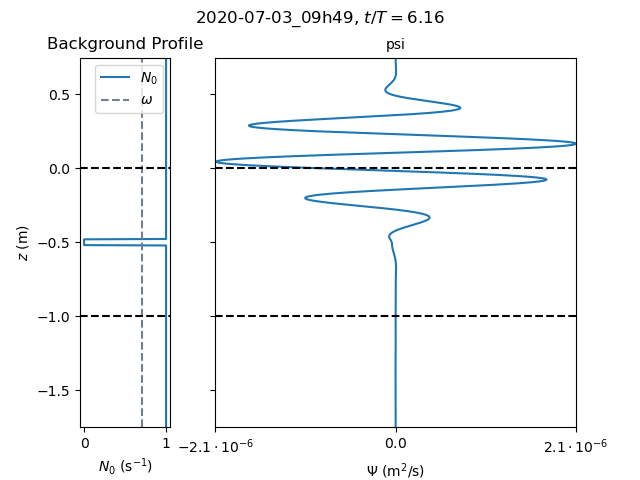 2020-07-03_09h49, t/T = 6.16
Background Profile
psi
N₀
ω
0.5
0.0
−0.5
−1.0
−1.5
z (m)
0
1
N₀ (s⁻¹)
−2.1 · 10⁻⁶
0.0
2.1 · 10⁻⁶
Ψ (m²/s)